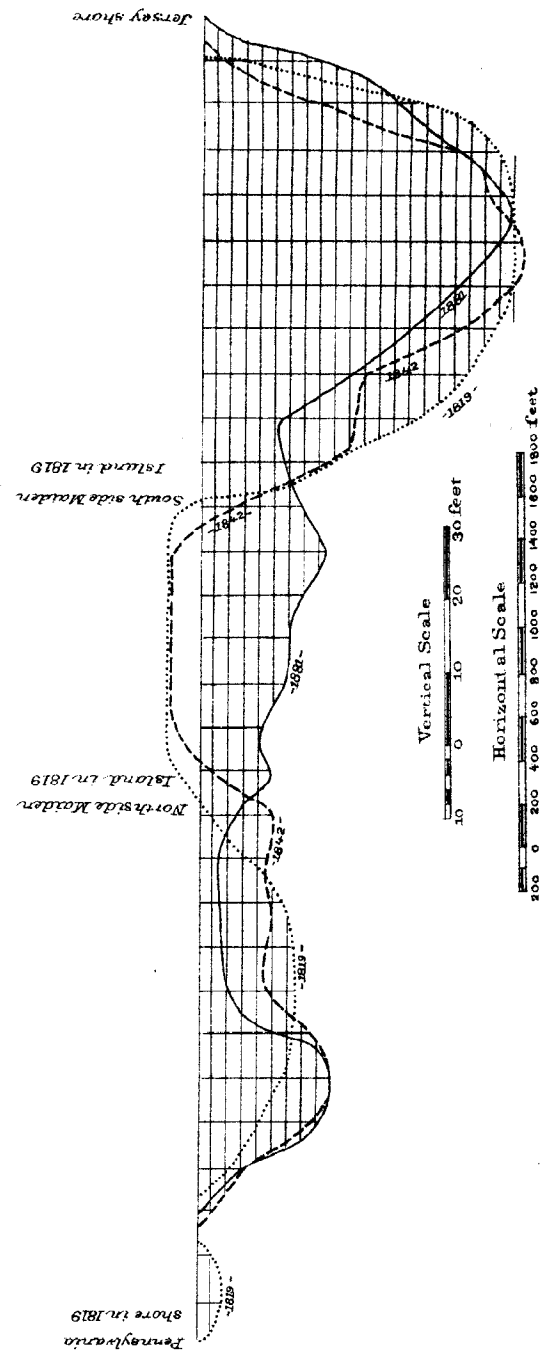 Jersey shore
-1881-
-1842-
-1819-
South side Maiden
Island in 1819
-1842-
-1881-
North side Maiden
Island in 1819
-1842-
-1819-
-1819-
Pennsylvania
shore in 1819
Vertical Scale
10 0 10 20 30 feet
Horizontal Scale
200 0 200 400 600 800 1000 1200 1400 1600 1800 feet